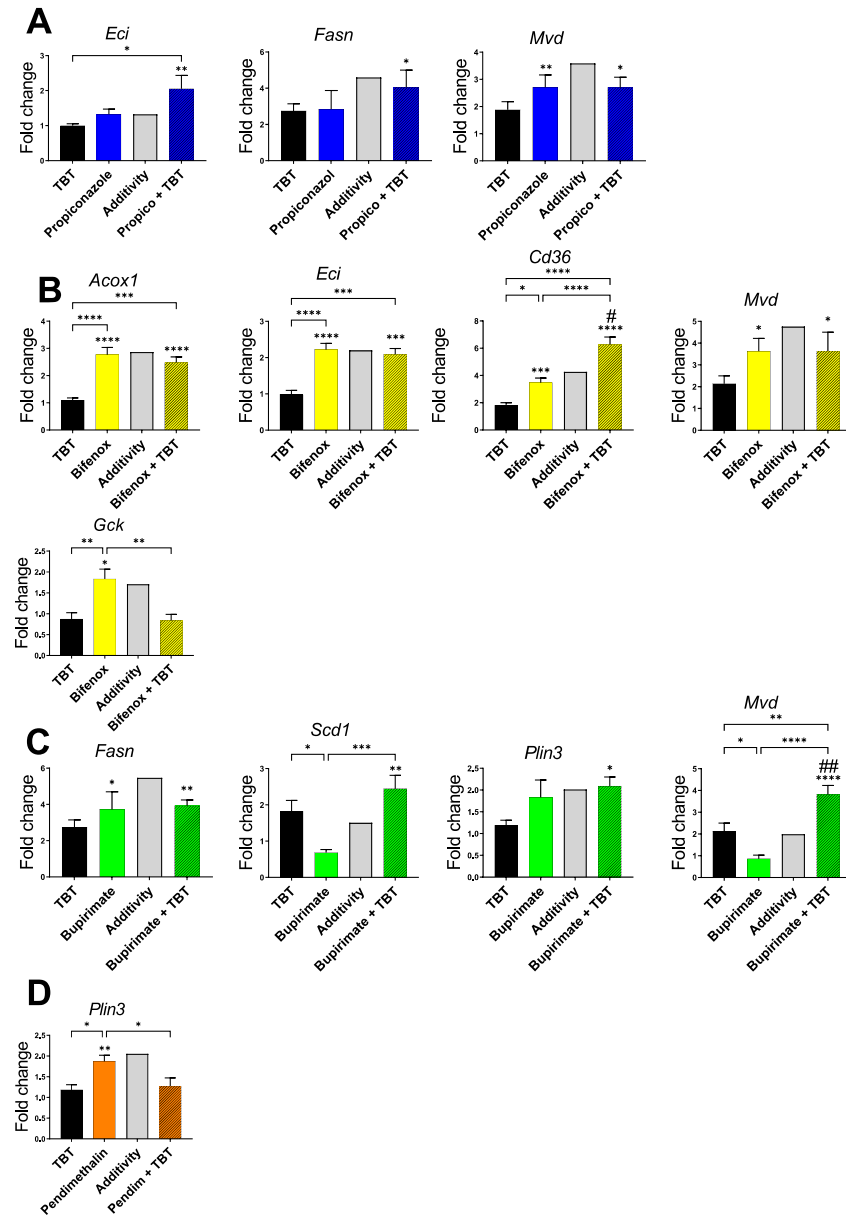 A
Eci
*
**
Fold change
3
2
1
0
TBT
Propiconazole
Additivity
Propico + TBT
Fasn
*
Fold change
6
4
2
0
TBT
Propiconazol
Additivity
Propico + TBT
Mvd
**
*
Fold change
4
3
2
1
0
TBT
Propiconazole
Additivity
Propico + TBT
B
Acox1
***
****
****
****
Fold change
4
3
2
1
0
TBT
Bifenox
Additivity
Bifenox + TBT
Eci
***
****
****
***
Fold change
3
2
1
0
TBT
Bifenox
Additivity
Bifenox + TBT
Cd36
****
*
****
#
***
****
Fold change
8
6
4
2
0
TBT
Bifenox
Additivity
Bifenox + TBT
Mvd
*
*
Fold change
5
4
3
2
1
0
TBT
Bifenox
Additivity
Bifenox + TBT
Gck
**
**
*
Fold change
2.5
2.0
1.5
1.0
0.5
0.0
TBT
Bifenox
Additivity
Bifenox + TBT
C
Fasn
*
**
Fold change
6
4
2
0
TBT
Bupirimate
Additivity
Bupirimate + TBT
Scd1
*
***
**
Fold change
3
2
1
0
TBT
Bupirimate
Additivity
Bupirimate + TBT
Plin3
*
Fold change
2.5
2.0
1.5
1.0
0.5
0.0
TBT
Bupirimate
Additivity
Bupirimate + TBT
Mvd
**
*
****
##
****
Fold change
5
4
3
2
1
0
TBT
Bupirimate
Additivity
Bupirimate + TBT
D
Plin3
*
*
**
Fold change
2.5
2.0
1.5
1.0
0.5
0.0
TBT
Pendimethalin
Additivity
Pendim + TBT